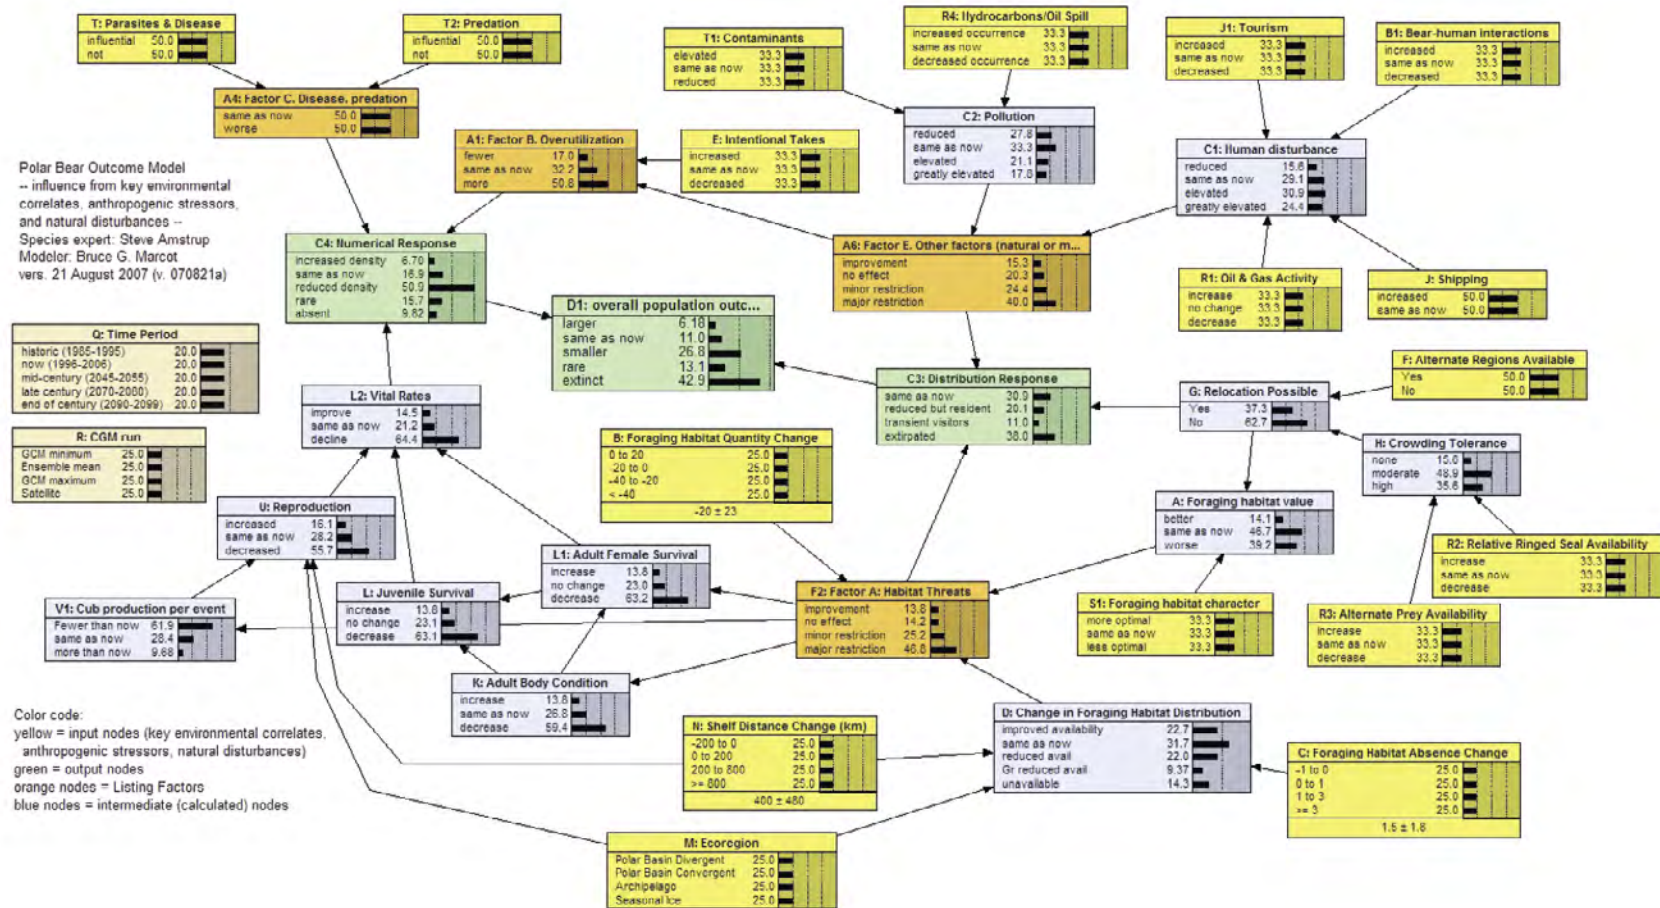 T: Parasites & Disease
influential 50.0
not 50.0
T2: Predation
influential 50.0
not 50.0
T1: Contaminants
elevated 33.3
same as now 33.3
reduced 33.3
R4: Hydrocarbons/Oil Spill
increased occurrence 33.3
same as now 33.3
decreased occurrence 33.3
J1: Tourism
increased 33.3
same as now 33.3
decreased 33.3
B1: Bear-human interactions
increased 33.3
same as now 33.3
decreased 33.3
A4: Factor C. Disease, predation
same as now 50.0
worse 50.0
A1: Factor B. Overutilization
fewer 17.0
same as now 32.2
more 50.8
E: Intentional Takes
increased 33.3
same as now 33.3
decreased 33.3
C2: Pollution
reduced 27.8
same as now 33.3
elevated 21.1
greatly elevated 17.8
C1: Human disturbance
reduced 15.6
same as now 29.1
elevated 30.9
greatly elevated 24.4
Polar Bear Outcome Model
-- influence from key environmental
correlates, anthropogenic stressors,
and natural disturbances --
Species expert: Steve Amstrup
Modeler: Bruce G. Marcot
vers. 21 August 2007 (v. 070821a)
C4: Numerical Response
increased density 6.70
same as now 16.9
reduced density 50.9
rare 15.7
absent 9.82
A6: Factor E. Other factors (natural or m...
improvement 15.3
no effect 20.3
minor restriction 24.4
major restriction 40.0
R1: Oil & Gas Activity
increase 33.3
no change 33.3
decrease 33.3
J: Shipping
increased 50.0
same as now 50.0
D1: overall population outc...
larger 6.18
same as now 11.0
smaller 26.8
rare 13.1
extinct 42.9
Q: Time Period
historic (1985-1995) 20.0
now (1996-2006) 20.0
mid-century (2045-2055) 20.0
late century (2070-2080) 20.0
end of century (2090-2099) 20.0
F: Alternate Regions Available
Yes 50.0
No 50.0
C3: Distribution Response
same as now 30.9
reduced but resident 20.1
transient visitors 11.0
extirpated 38.0
G: Relocation Possible
Yes 37.3
No 62.7
L2: Vital Rates
improve 14.5
same as now 21.2
decline 64.4
R: CGM run
GCM minimum 25.0
Ensemble mean 25.0
GCM maximum 25.0
Satellite 25.0
B: Foraging Habitat Quantity Change
0 to 20 25.0
-20 to 0 25.0
-40 to -20 25.0
< -40 25.0
-20 ± 23
H: Crowding Tolerance
none 15.6
moderate 48.9
high 35.6
U: Reproduction
increased 16.1
same as now 28.2
decreased 55.7
A: Foraging habitat value
better 14.1
same as now 46.7
worse 39.2
R2: Relative Ringed Seal Availability
increase 33.3
same as now 33.3
decrease 33.3
L1: Adult Female Survival
increase 13.8
no change 23.0
decrease 63.2
L: Juvenile Survival
increase 13.8
no change 23.1
decrease 63.1
F2: Factor A: Habitat Threats
improvement 13.8
no effect 14.2
minor restriction 25.2
major restriction 46.8
S1: Foraging habitat character
more optimal 33.3
same as now 33.3
less optimal 33.3
R3: Alternate Prey Availability
increase 33.3
same as now 33.3
decrease 33.3
V1: Cub production per event
Fewer than now 61.9
same as now 28.4
more than now 9.68
K: Adult Body Condition
increase 13.8
same as now 26.8
decrease 59.4
Color code:
yellow = input nodes (key environmental correlates,
anthropogenic stressors, natural disturbances)
green = output nodes
orange nodes = Listing Factors
blue nodes = intermediate (calculated) nodes
N: Shelf Distance Change (km)
-200 to 0 25.0
0 to 200 25.0
200 to 800 25.0
>= 800 25.0
400 ± 480
D: Change in Foraging Habitat Distribution
improved availability 22.7
same as now 31.7
reduced avail 22.0
Gr reduced avail 9.37
unavailable 14.3
C: Foraging Habitat Absence Change
-1 to 0 25.0
0 to 1 25.0
1 to 3 25.0
>= 3 25.0
1.5 ± 1.8
M: Ecoregion
Polar Basin Divergent 25.0
Polar Basin Convergent 25.0
Archipelago 25.0
Seasonal Ice 25.0